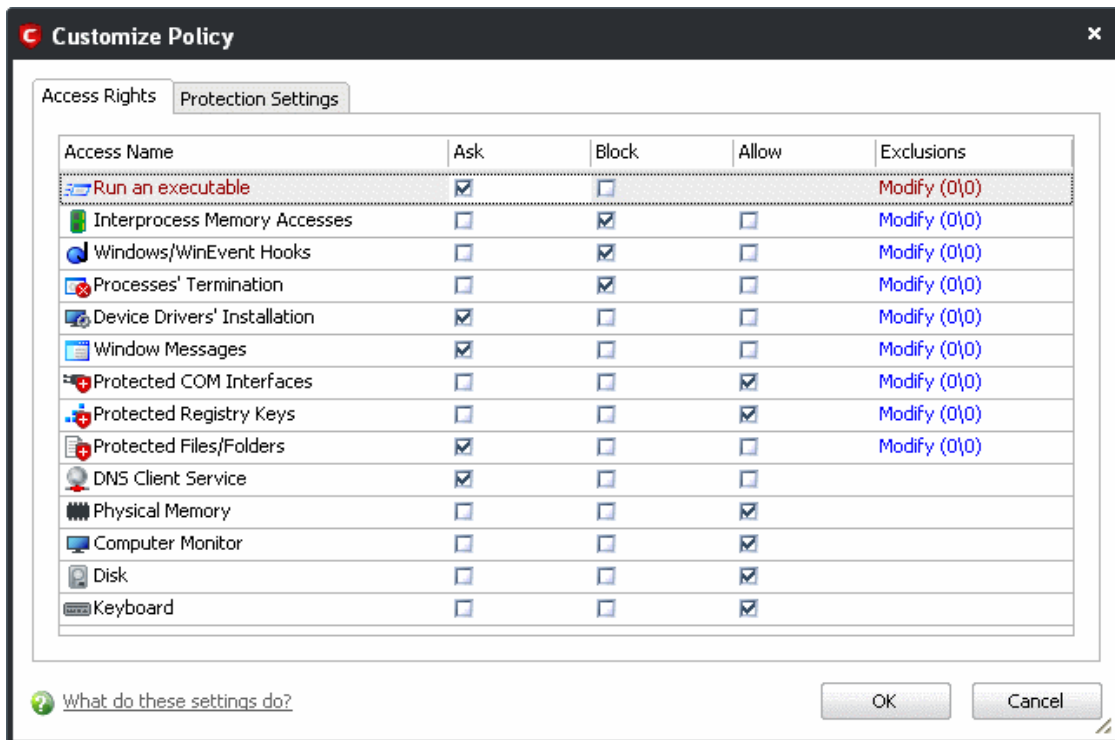 Customize Policy
Access Rights Protection Settings
Access Name Ask Block Allow Exclusions
Run an executable Modify (0\0)
Interprocess Memory Accesses Modify (0\0)
Windows/WinEvent Hooks Modify (0\0)
Processes' Termination Modify (0\0)
Device Drivers' Installation Modify (0\0)
Window Messages Modify (0\0)
Protected COM Interfaces Modify (0\0)
Protected Registry Keys Modify (0\0)
Protected Files/Folders Modify (0\0)
DNS Client Service
Physical Memory
Computer Monitor
Disk
Keyboard
What do these settings do? OK Cancel